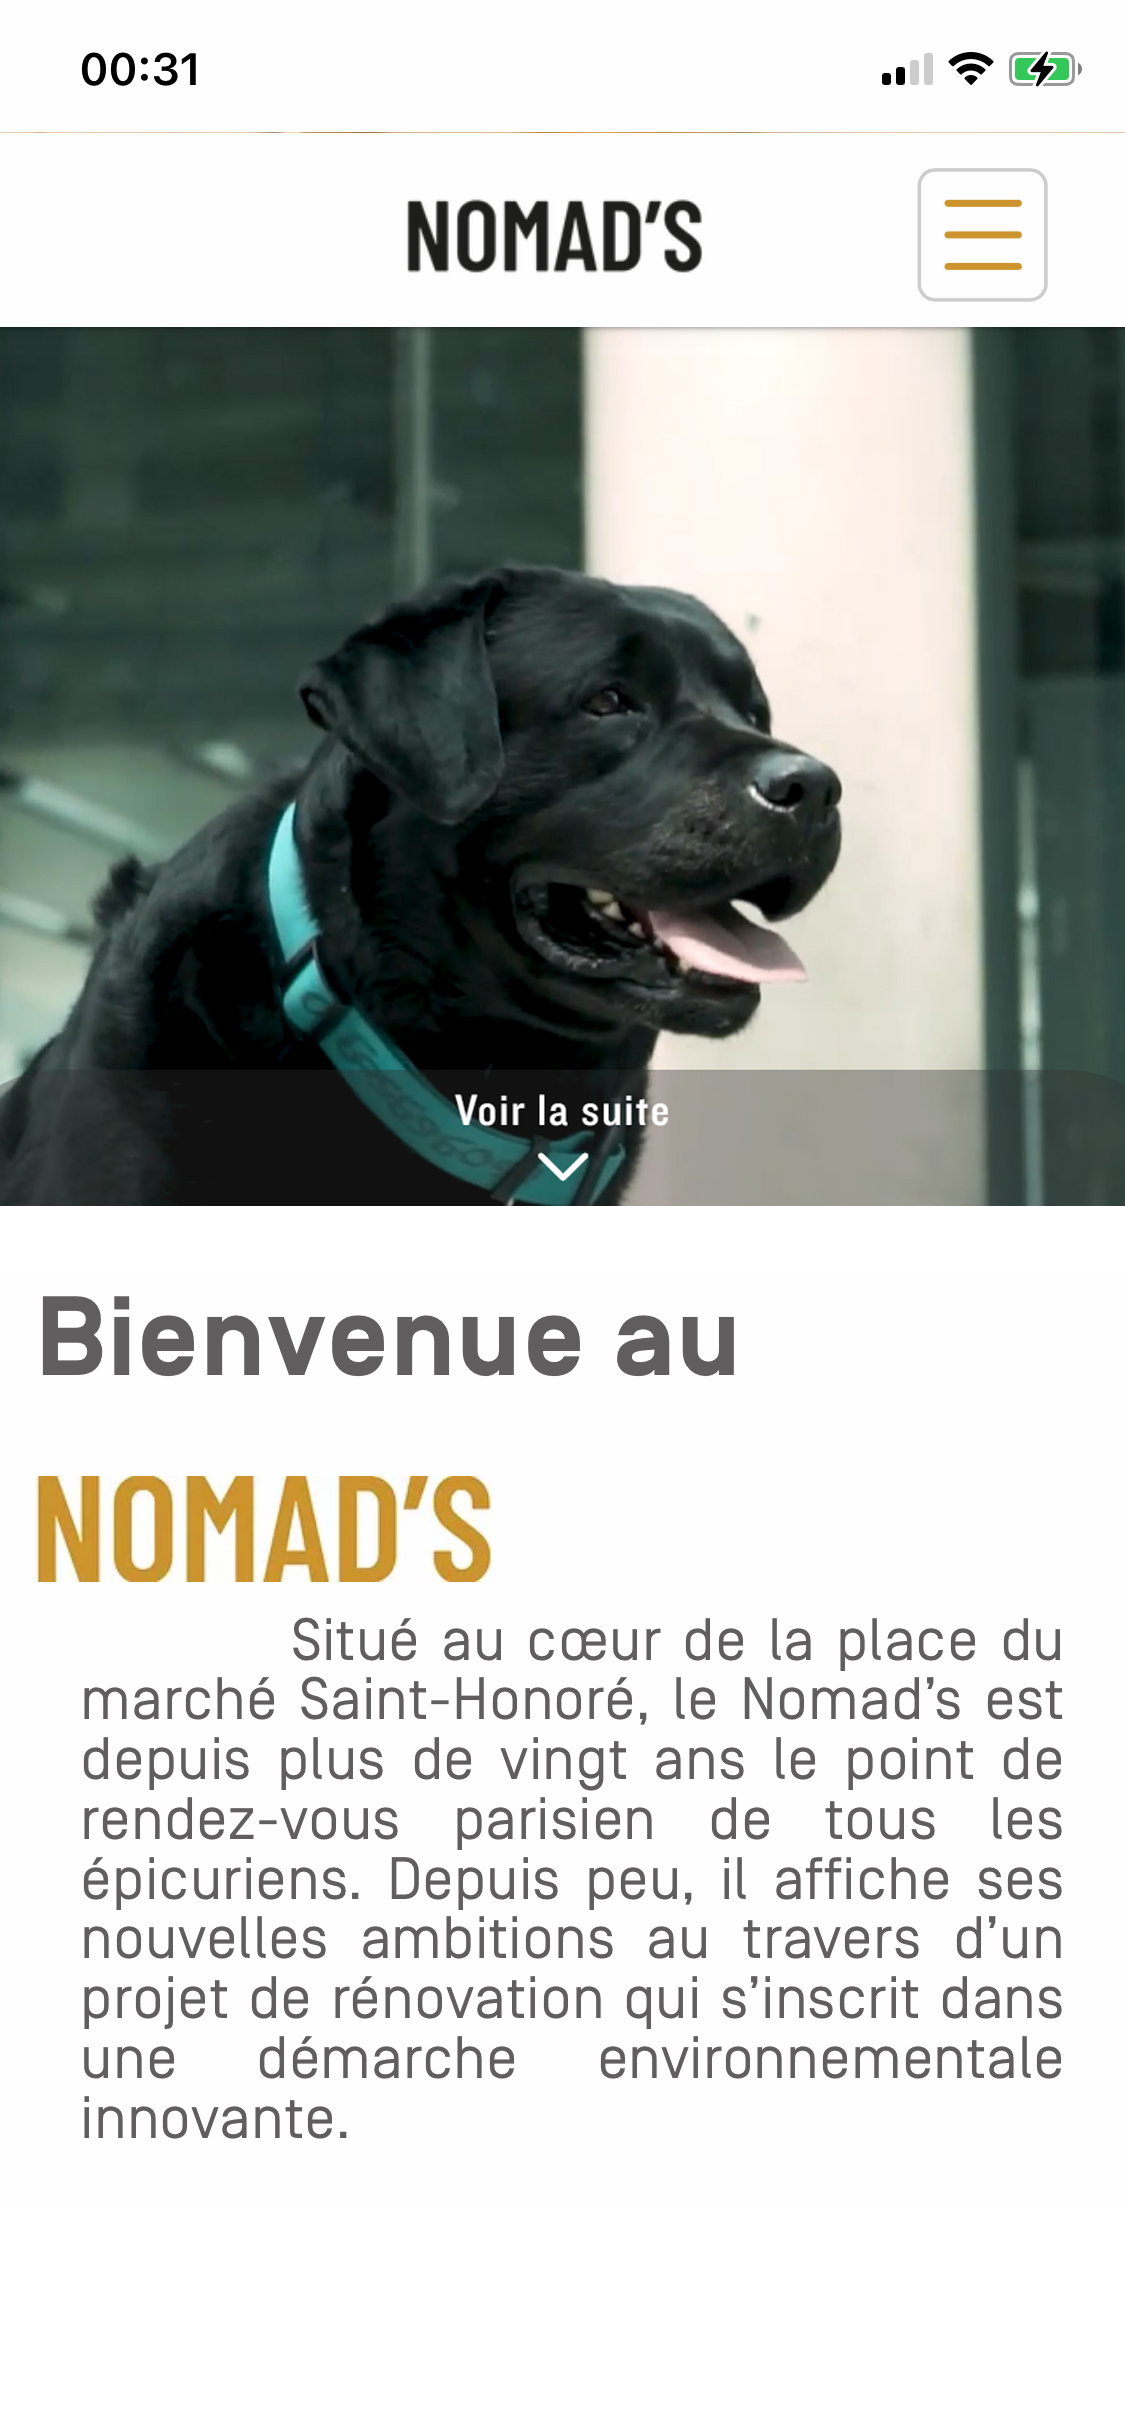 00:31
NOMAD'S
Voir la suite
Bienvenue au
NOMAD'S
Situé au cœur de la place du
marché Saint-Honoré, le Nomad’s est
depuis plus de vingt ans le point de
rendez-vous parisien de tous les
épicuriens. Depuis peu, il affiche ses
nouvelles ambitions au travers d’un
projet de rénovation qui s’inscrit dans
une démarche environnementale
innovante.